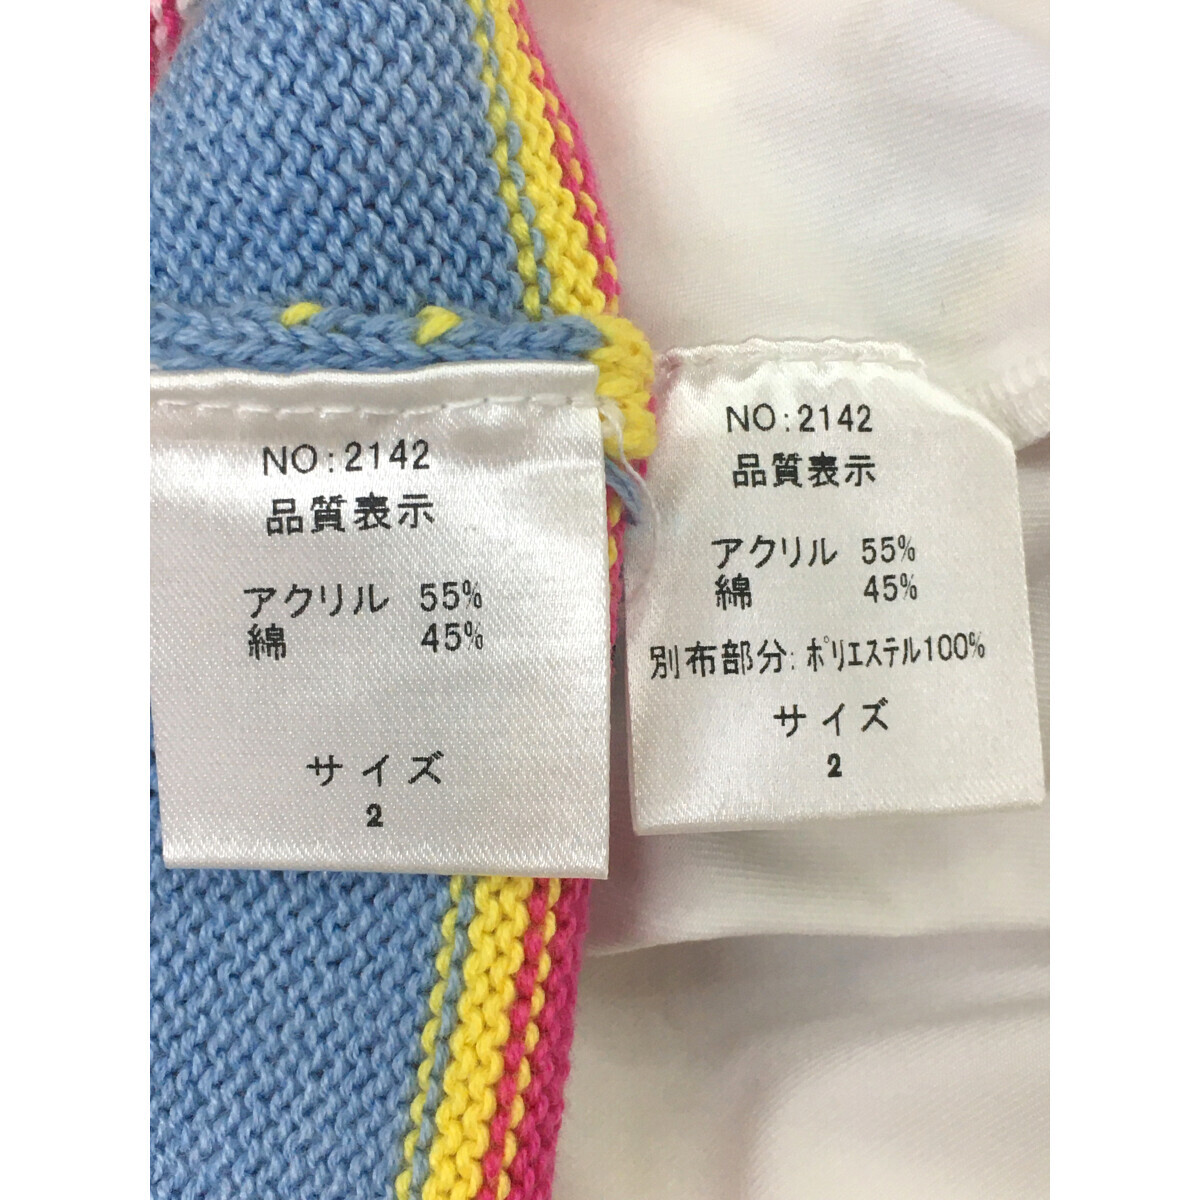 NO:2142
品質表示
アクリル 55%
綿 45%
サイズ
2
NO:2142
品質表示
アクリル 55%
綿 45%
別布部分:ポリエステル100%
サイズ
2